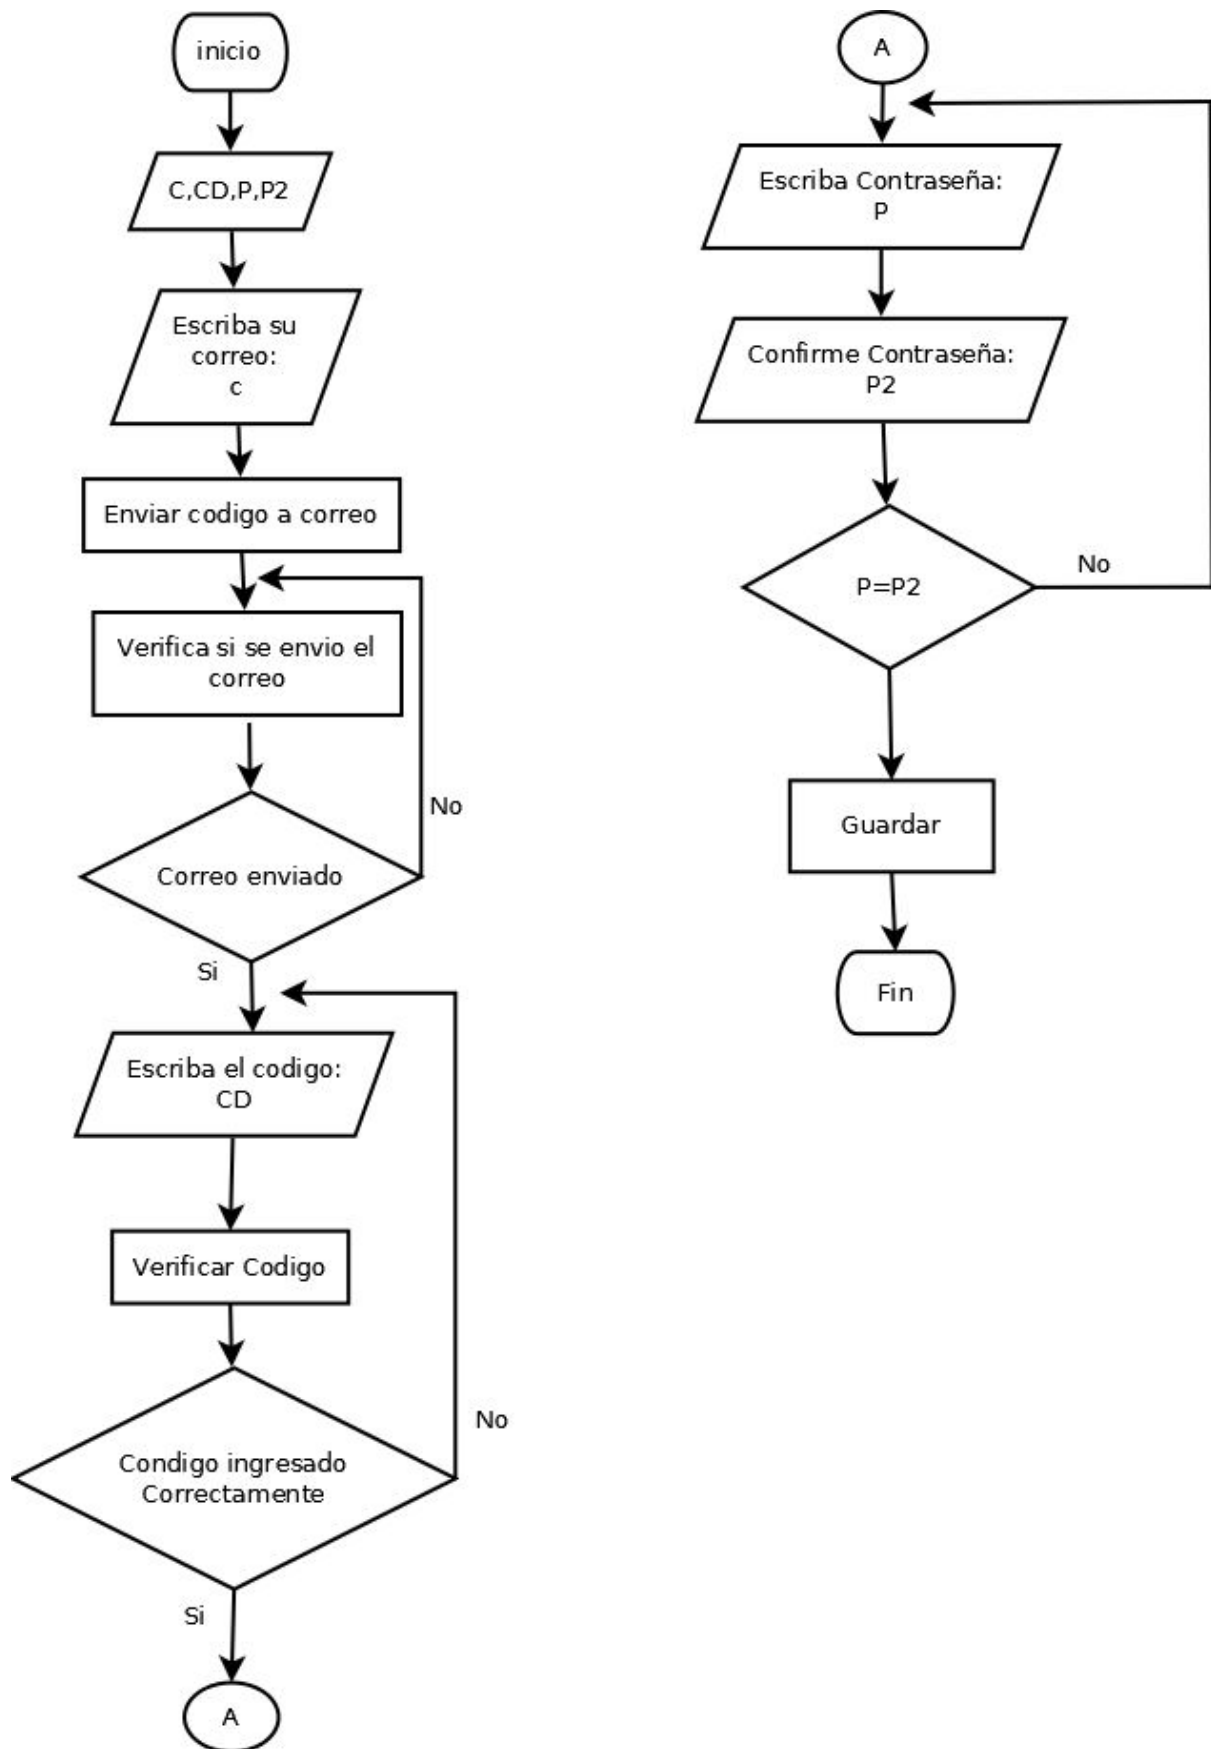 inicio
C,CD,P,P2
Escriba su
correo:
c
Enviar codigo a correo
Verifica si se envio el
correo
No
Correo enviado
Si
Escriba el codigo:
CD
Verificar Codigo
No
Condigo ingresado
Correctamente
Si
A
A
Escriba Contraseña:
P
Confirme Contraseña:
P2
No
P=P2
Guardar
Fin